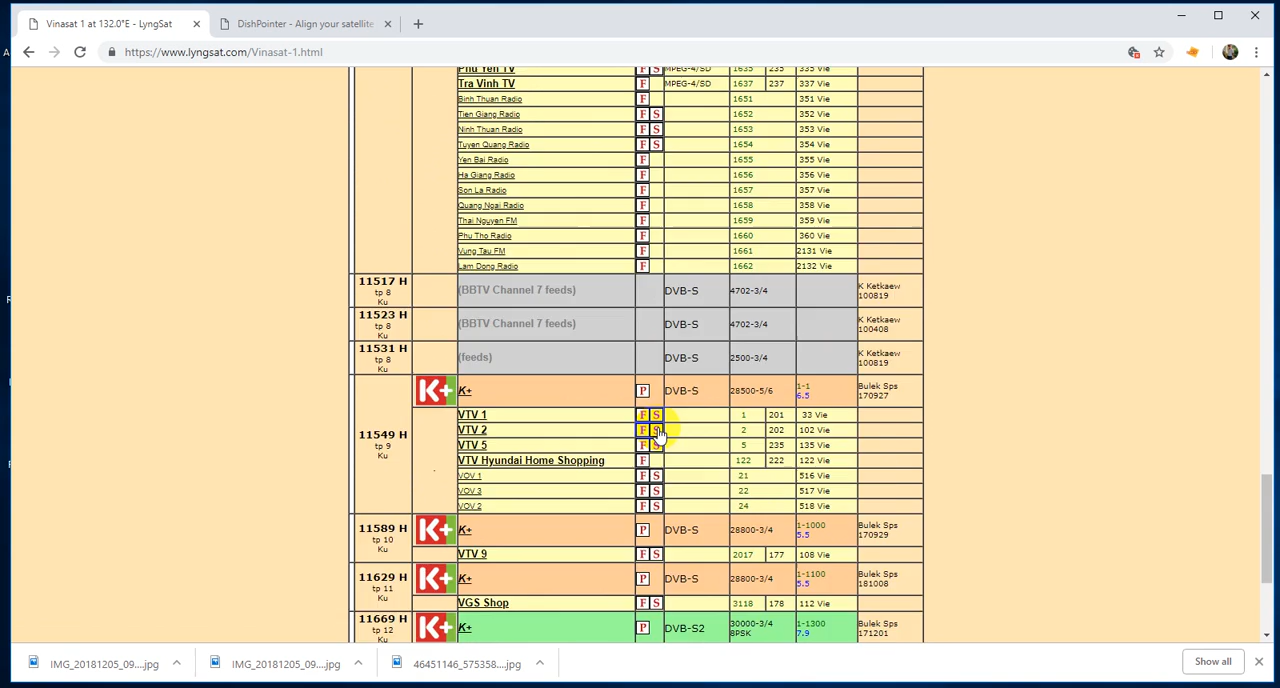 Vinasat 1 at 132.0°E - LyngSat
DishPointer - Align your satellite
https://www.lyngsat.com/Vinasat-1.html
Phu Yen TV F S MPEG-4/SD 1635 235 335 Vie
Tra Vinh TV F MPEG-4/SD 1637 237 337 Vie
Binh Thuan Radio F 1651 351 Vie
Tien Giang Radio F S 1652 352 Vie
Ninh Thuan Radio F S 1653 353 Vie
Tuyen Quang Radio F S 1654 354 Vie
Yen Bai Radio F 1655 355 Vie
Ha Giang Radio F 1656 356 Vie
Son La Radio F 1657 357 Vie
Quang Ngai Radio F 1658 358 Vie
Thai Nguyen FM F 1659 359 Vie
Phu Tho Radio F 1660 360 Vie
Vung Tau FM F 1661 2131 Vie
Lam Dong Radio F 1662 2132 Vie
11517 H
tp 8
Ku
(BBTV Channel 7 feeds) DVB-S 4702-3/4
K Ketkaew
100819
11523 H
tp 8
Ku
(BBTV Channel 7 feeds) DVB-S 4702-3/4
K Ketkaew
100408
11531 H
tp 8
Ku
(feeds) DVB-S 2500-3/4
K Ketkaew
100819
11549 H
tp 9
Ku
K+ K+ P DVB-S 28500-5/6
1-1
6.5
Bulek Sps
170927
VTV 1 F S 1 201 33 Vie
VTV 2 F S 2 202 102 Vie
VTV 5 F S 5 235 135 Vie
VTV Hyundai Home Shopping F 122 222 122 Vie
VOV 1 F S 21 516 Vie
VOV 3 F S 22 517 Vie
VOV 2 F S 24 518 Vie
11589 H
tp 10
Ku
K+ K+ P DVB-S 28800-3/4
1-1000
5.5
Bulek Sps
170929
VTV 9 F S 2017 177 108 Vie
11629 H
tp 11
Ku
K+ K+ P DVB-S 28800-3/4
1-1100
5.5
Bulek Sps
181008
VGS Shop F S 3118 178 112 Vie
11669 H
tp 12
Ku
K+ K+ P DVB-S2
30000-3/4
8PSK
1-1300
7.9
Bulek Sps
171201
IMG_20181205_09....jpg
IMG_20181205_09....jpg
46451146_575358....jpg
Show all